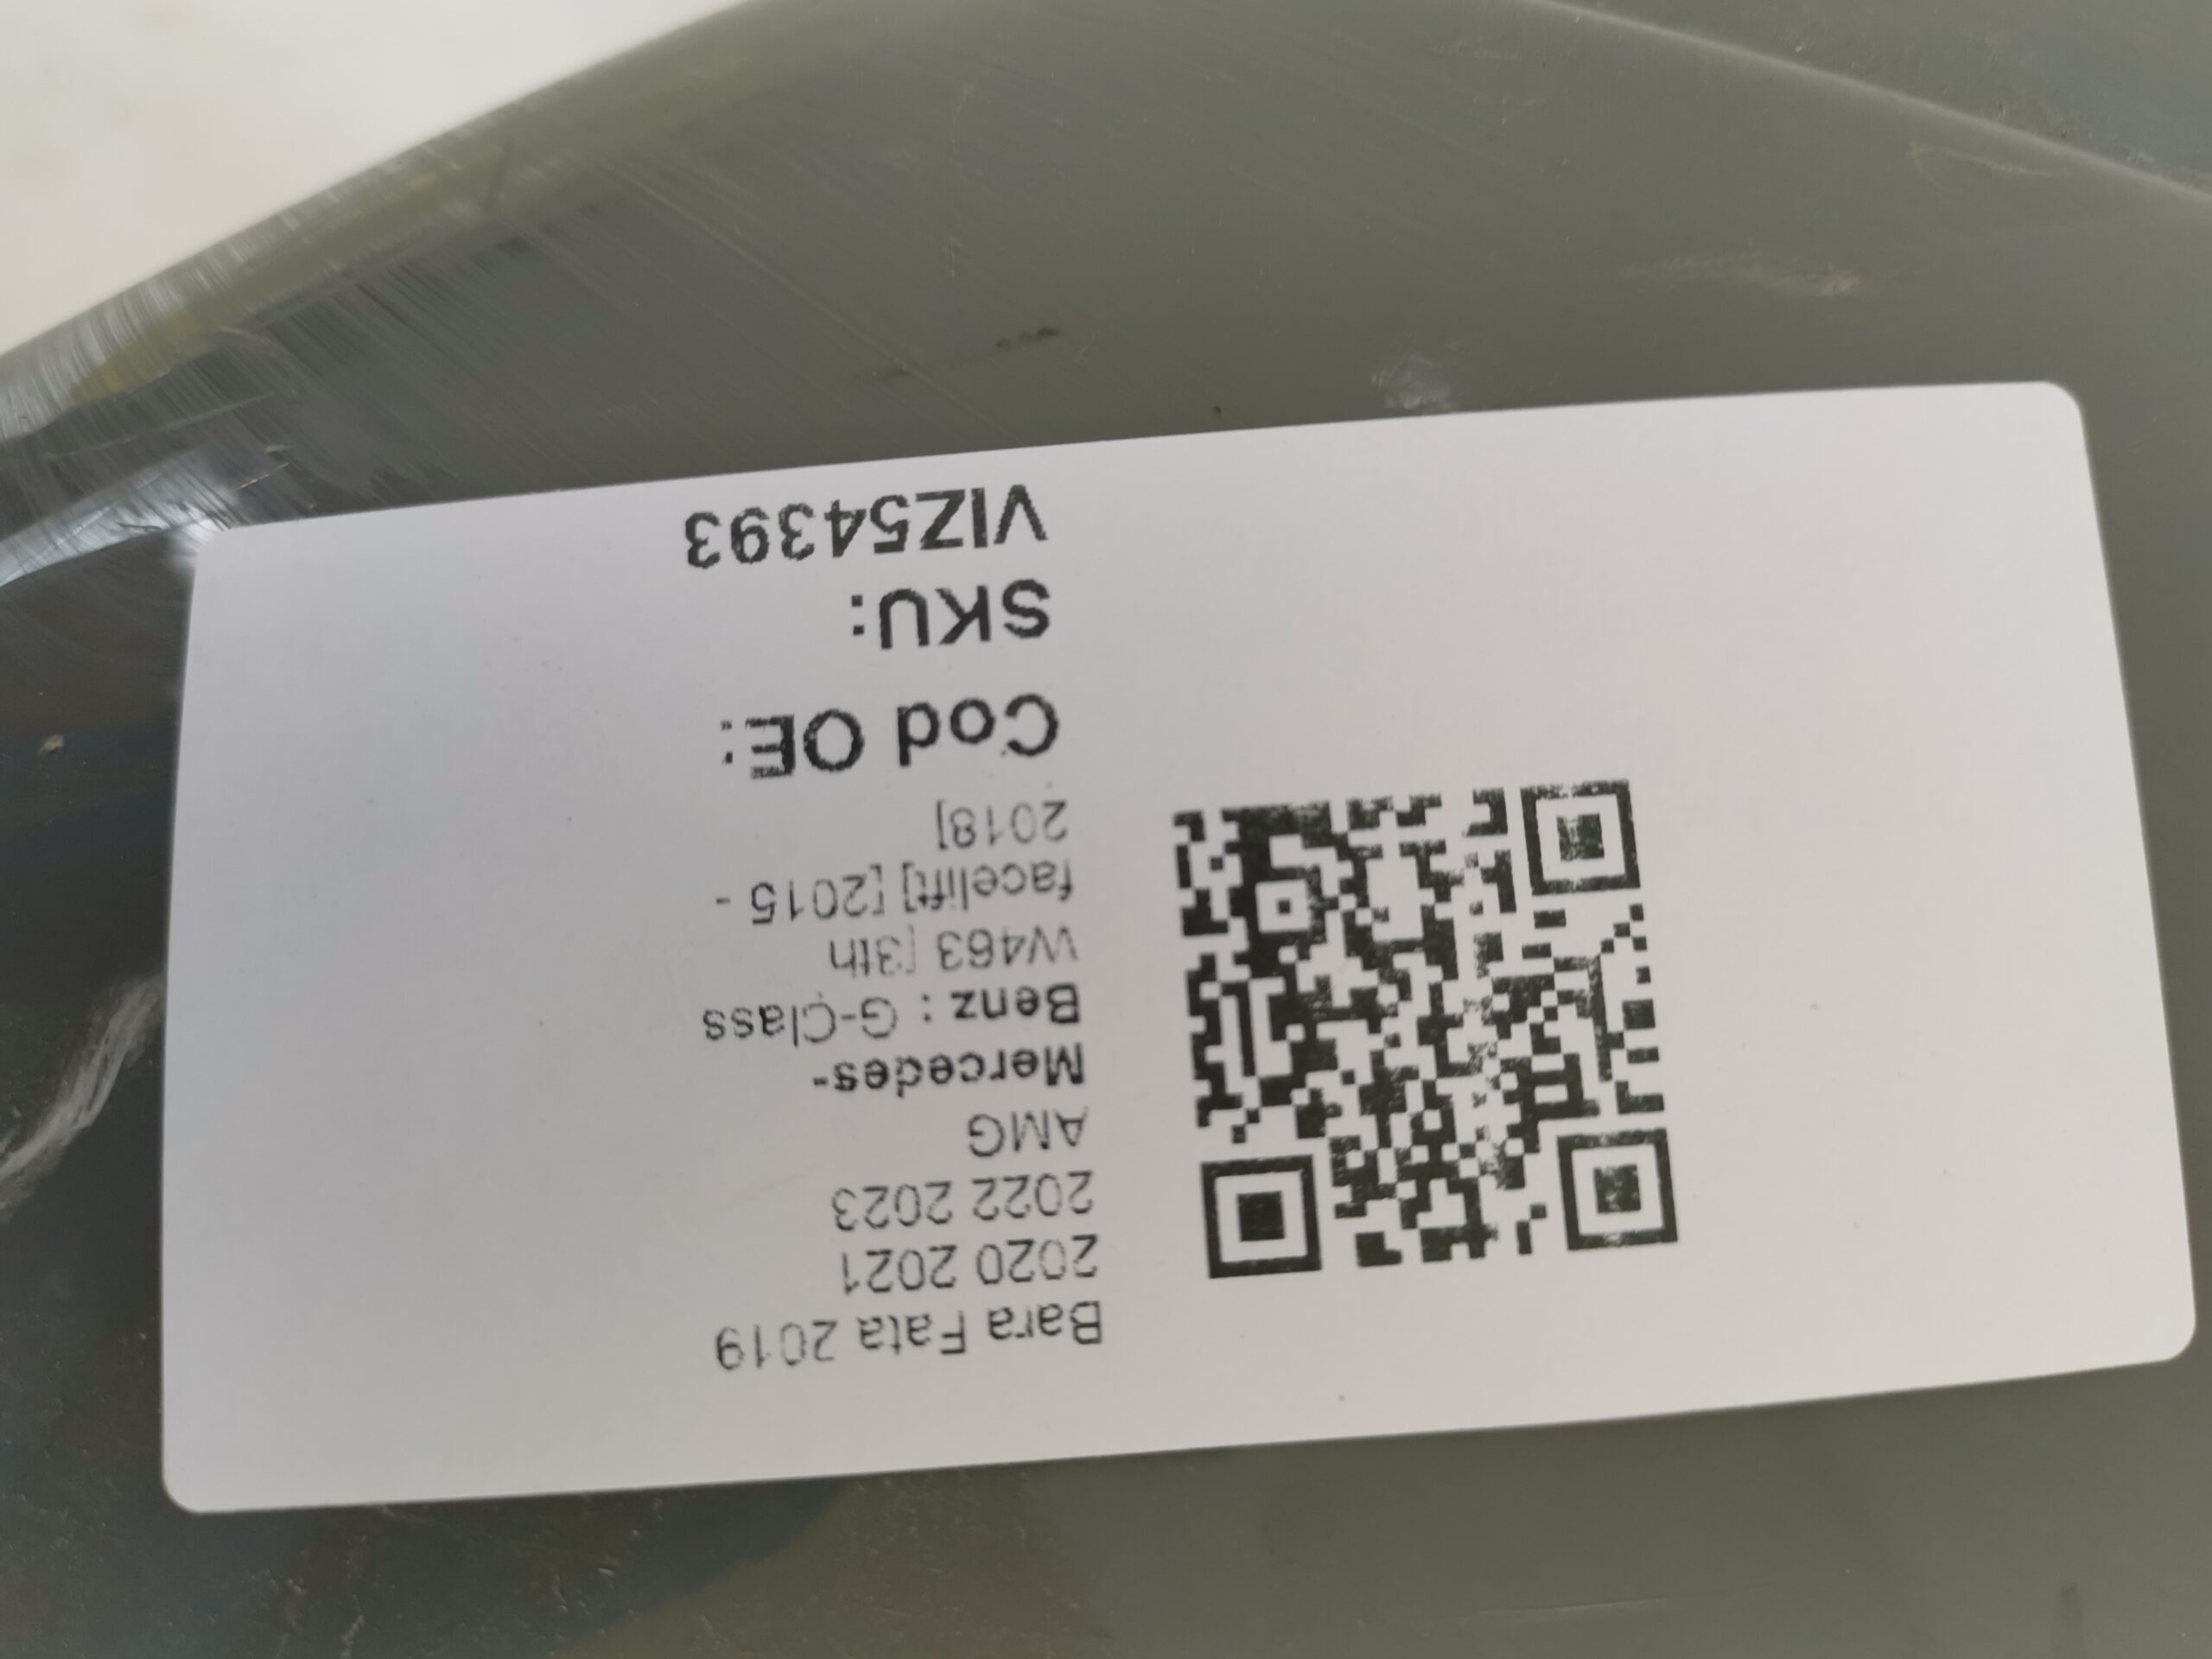 Bara Fata 2019
2020 2021
2022 2023
AMG
Mercedes-
Benz : G-Class
W463 [3th
facelift] [2015 -
2018]
Cod OE:
SKU:
VIZ54393